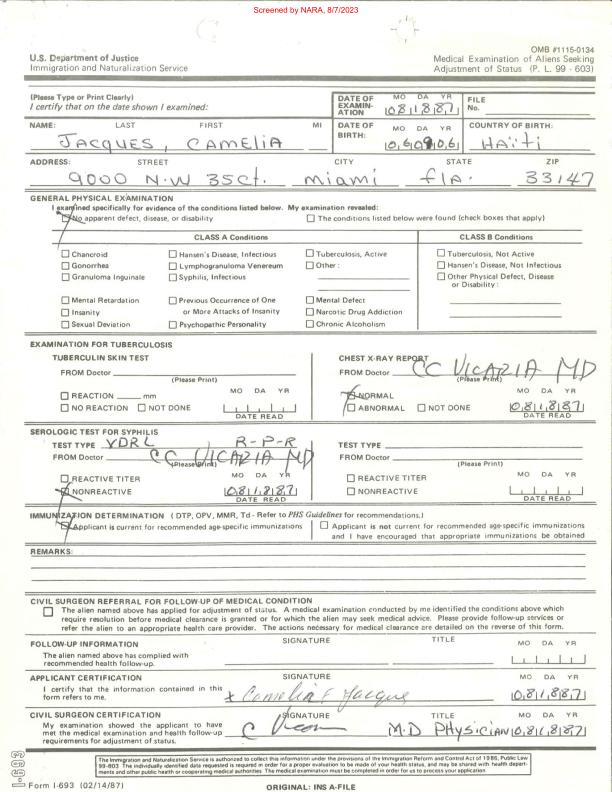 Screened by NARA, 8/7/2023
OMB #1115-0134
U.S. Department of Justice
Immigration and Naturalization Service
Medical Examination of Aliens Seeking
Adjustment of Status (P. L. 99 - 603)
(Please Type or Print Clearly)
I certify that on the date shown I examined:
DATE OF EXAMIN-ATION MO DA YR 08 18 87
FILE No.
NAME: LAST FIRST MI
JACQUES, CAMELIA
DATE OF BIRTH: MO DA YR 06 09 06
COUNTRY OF BIRTH: HAITI
ADDRESS: STREET CITY STATE ZIP
9000 N.W 35ct. miami FlA. 33147
GENERAL PHYSICAL EXAMINATION
I examined specifically for evidence of the conditions listed below. My examination revealed:
No apparent defect, disease, or disability
The conditions listed below were found (check boxes that apply)
CLASS A Conditions
CLASS B Conditions
Chancroid Hansen's Disease, Infectious Tuberculosis, Active Tuberculosis, Not Active
Gonorrhea Lymphogranuloma Venereum Other: Hansen's Disease, Not Infectious
Granuloma Inguinale Syphilis, Infectious Other Physical Defect, Disease
or Disability:
Mental Retardation Previous Occurrence of One Mental Defect
Insanity or More Attacks of Insanity Narcotic Drug Addiction
Sexual Deviation Psychopathic Personality Chronic Alcoholism
EXAMINATION FOR TUBERCULOSIS
TUBERCULIN SKIN TEST
FROM Doctor
(Please Print)
REACTION mm MO DA YR
NO REACTION NOT DONE
DATE READ
CHEST X-RAY REPORT
FROM Doctor CC VICARIA MD
(Please Print)
NORMAL MO DA YR
ABNORMAL NOT DONE 08 18 87
DATE READ
SEROLOGIC TEST FOR SYPHILIS
TEST TYPE VDRL R-P-R
FROM Doctor CC VICARIA MD
(Please Print)
REACTIVE TITER MO DA YR
NONREACTIVE 08 18 87
DATE READ
TEST TYPE
FROM Doctor
(Please Print)
REACTIVE TITER MO DA YR
NONREACTIVE
DATE READ
IMMUNIZATION DETERMINATION (DTP, OPV, MMR, Td - Refer to PHS Guidelines for recommendations.)
Applicant is current for recommended age-specific immunizations
Applicant is not current for recommended age-specific immunizations
and I have encouraged that appropriate immunizations be obtained
REMARKS:
CIVIL SURGEON REFERRAL FOR FOLLOW-UP OF MEDICAL CONDITION
The alien named above has applied for adjustment of status. A medical examination conducted by me identified the conditions above which
require resolution before medical clearance is granted or for which the alien may seek medical advice. Please provide follow-up services or
refer the alien to an appropriate health care provider. The actions necessary for medical clearance are detailed on the reverse of this form.
FOLLOW-UP INFORMATION SIGNATURE TITLE MO DA YR
The alien named above has complied with
recommended health follow-up.
APPLICANT CERTIFICATION SIGNATURE MO DA YR
I certify that the information contained in this
form refers to me. x Camelia F Jacque 08 18 87
CIVIL SURGEON CERTIFICATION SIGNATURE TITLE MO DA YR
My examination showed the applicant to have
met the medical examination and health follow-up
requirements for adjustment of status. M.D PHYSICIAN 08 18 87
The Immigration and Naturalization Service is authorized to collect this information under the provisions of the Immigration Reform and Control Act of 1986, Public Law
99-603. The individually identified data requested is required in order for a proper evaluation to be made of your health status, and may be shared with health depart-
ments and other public health or cooperating medical authorities. The medical examination must be completed in order for us to process your application.
Form I-693 (02/14/87)
ORIGINAL: INS A-FILE